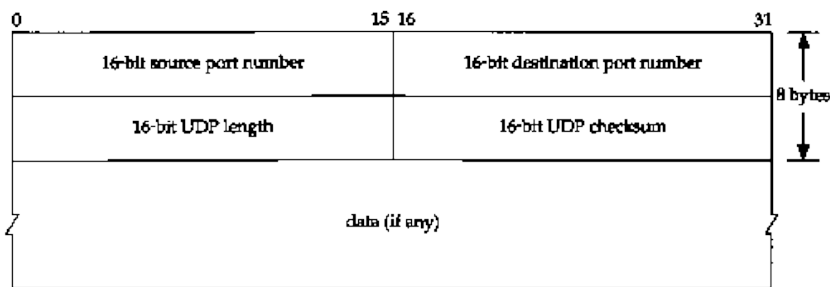 0 15 16 31
16-bit source port number 16-bit destination port number
8 bytes
16-bit UDP length 16-bit UDP checksum
data (if any)